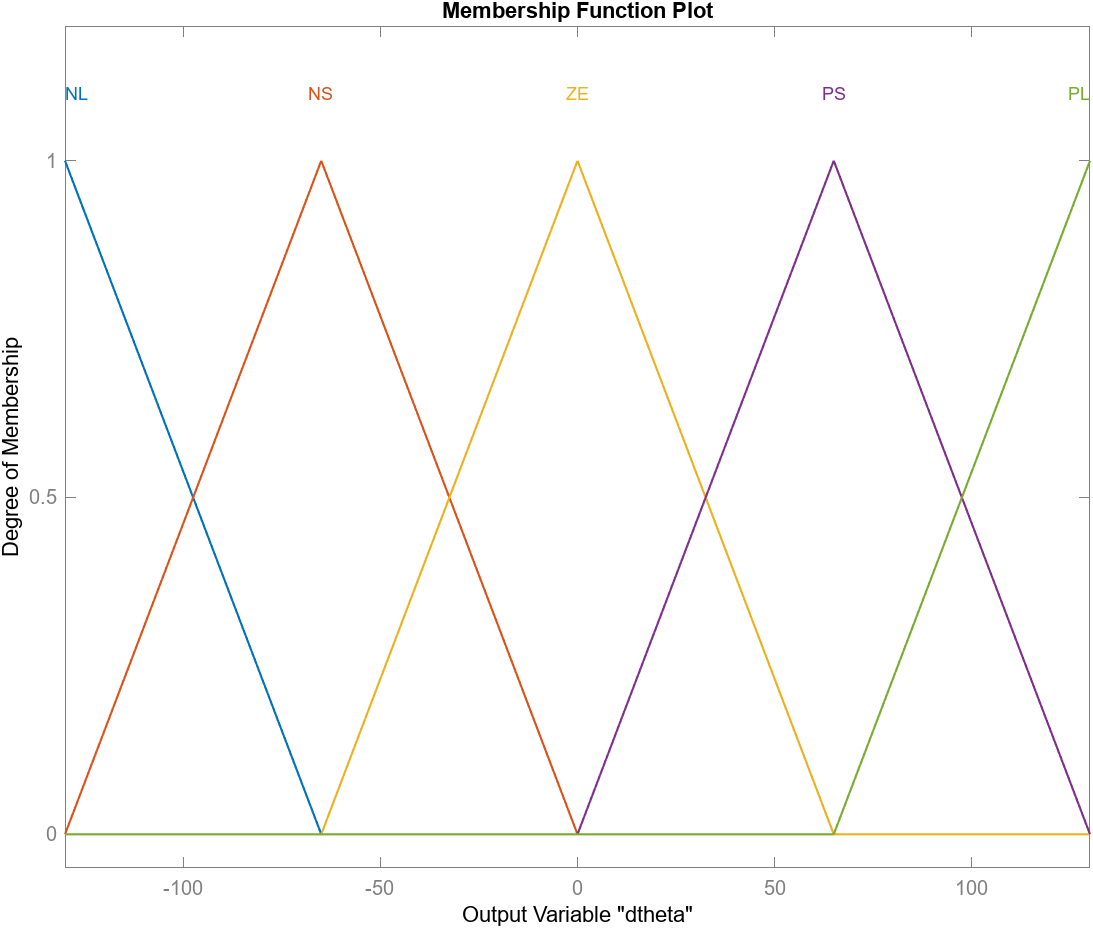 Membership Function Plot
NL NS ZE PS PL
1
0.5
0
Degree of Membership
-100 -50 0 50 100
Output Variable "dtheta"